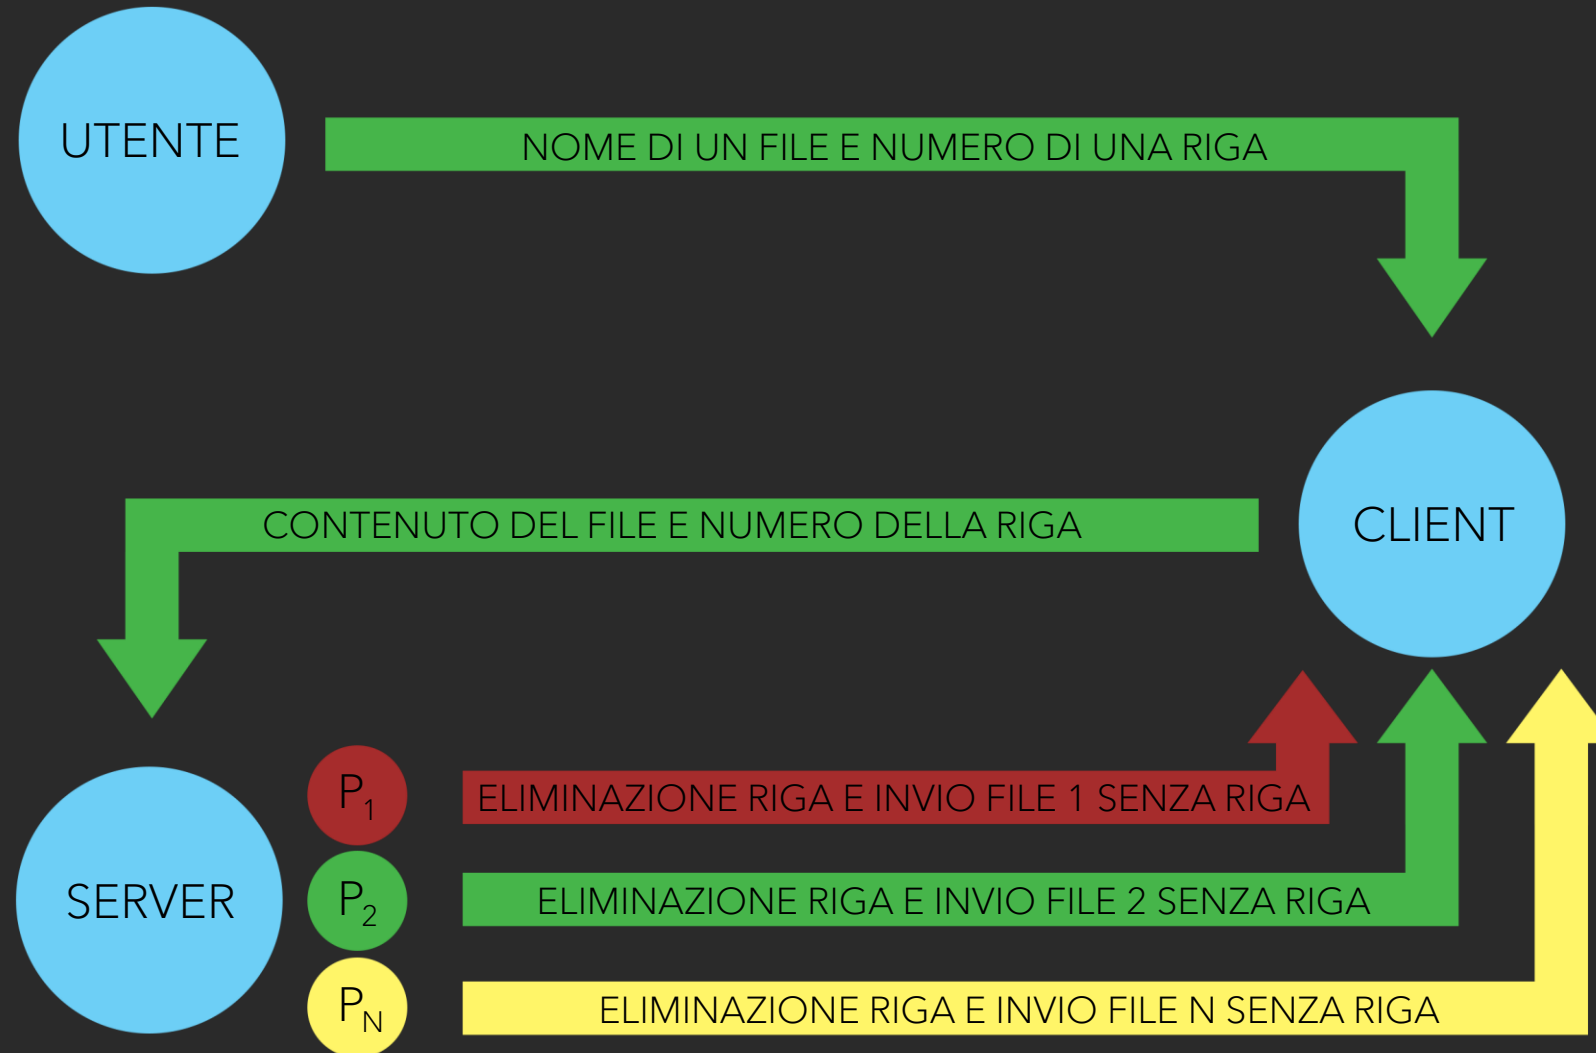 UTENTE
NOME DI UN FILE E NUMERO DI UNA RIGA
CONTENUTO DEL FILE E NUMERO DELLA RIGA
CLIENT
SERVER
P₁
ELIMINAZIONE RIGA E INVIO FILE 1 SENZA RIGA
P₂
ELIMINAZIONE RIGA E INVIO FILE 2 SENZA RIGA
P_N
ELIMINAZIONE RIGA E INVIO FILE N SENZA RIGA